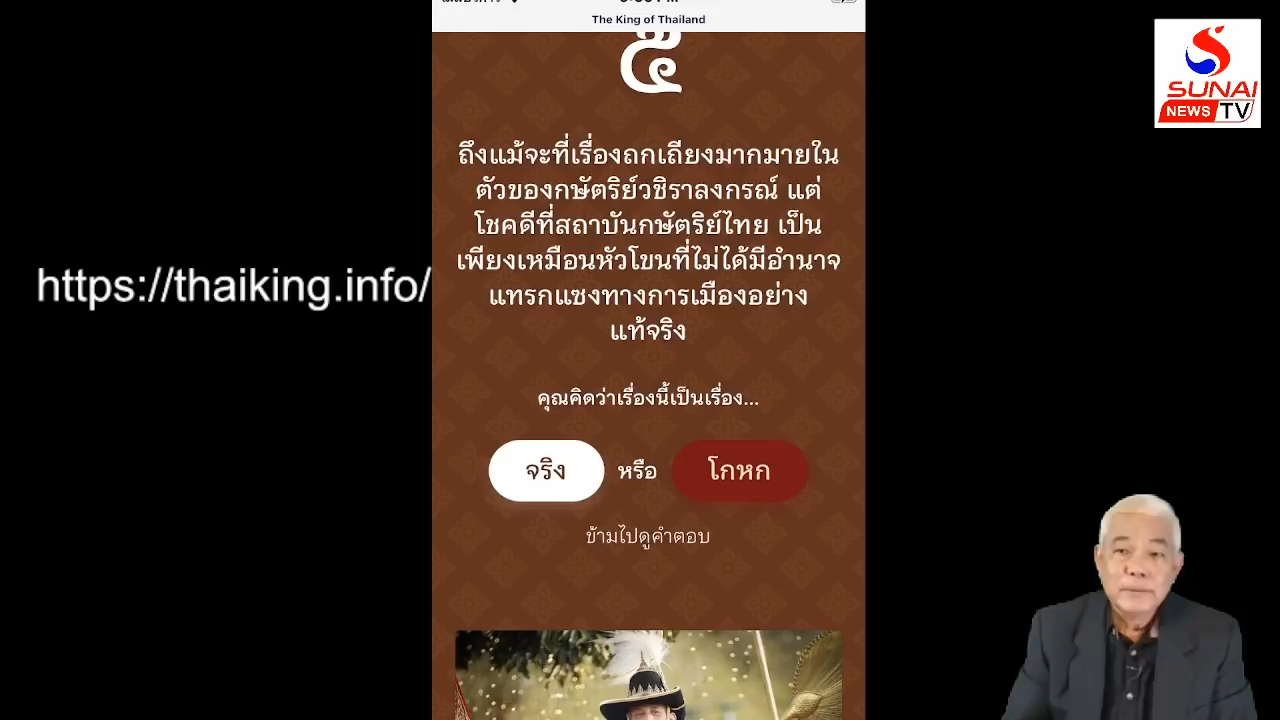 The King of Thailand
๕
ถึงแม้จะที่เรื่องถกเถียงมากมายใน
ตัวของกษัตริย์วชิราลงกรณ์ แต่
โชคดีที่สถาบันกษัตริย์ไทย เป็น
เพียงเหมือนหัวโขนที่ไม่ได้มีอำนาจ
แทรกแซงทางการเมืองอย่าง
แท้จริง
คุณคิดว่าเรื่องนี้เป็นเรื่อง...
จริง หรือ โกหก
ข้ามไปดูคำตอบ
https://thaiking.info/
SUNAI
NEWS TV